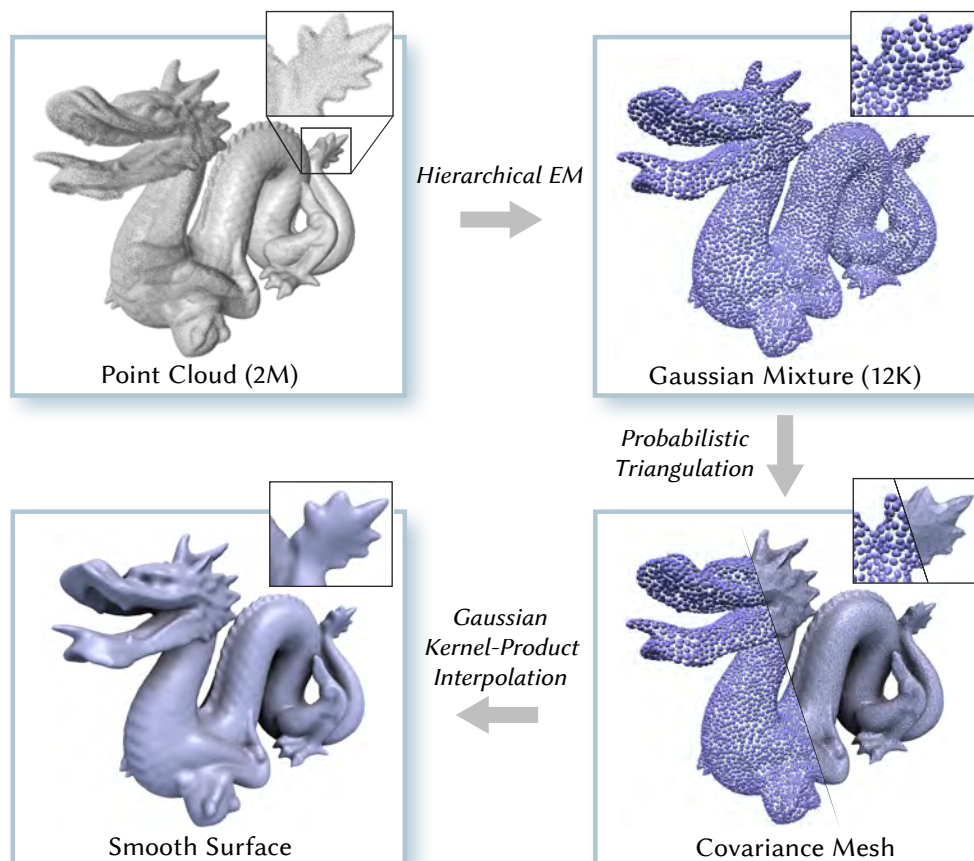 Hierarchical EM
Point Cloud (2M)
Gaussian Mixture (12K)
Probabilistic
Triangulation
Gaussian
Kernel-Product
Interpolation
Smooth Surface
Covariance Mesh